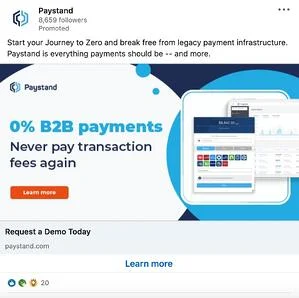 Paystand
8,659 followers
Promoted
Start your Journey to Zero and break free from legacy payment infrastructure.
Paystand is everything payments should be -- and more.
Paystand
0% B2B payments
Never pay transaction
fees again
Learn more
Request a Demo Today
paystand.com
Learn more
20